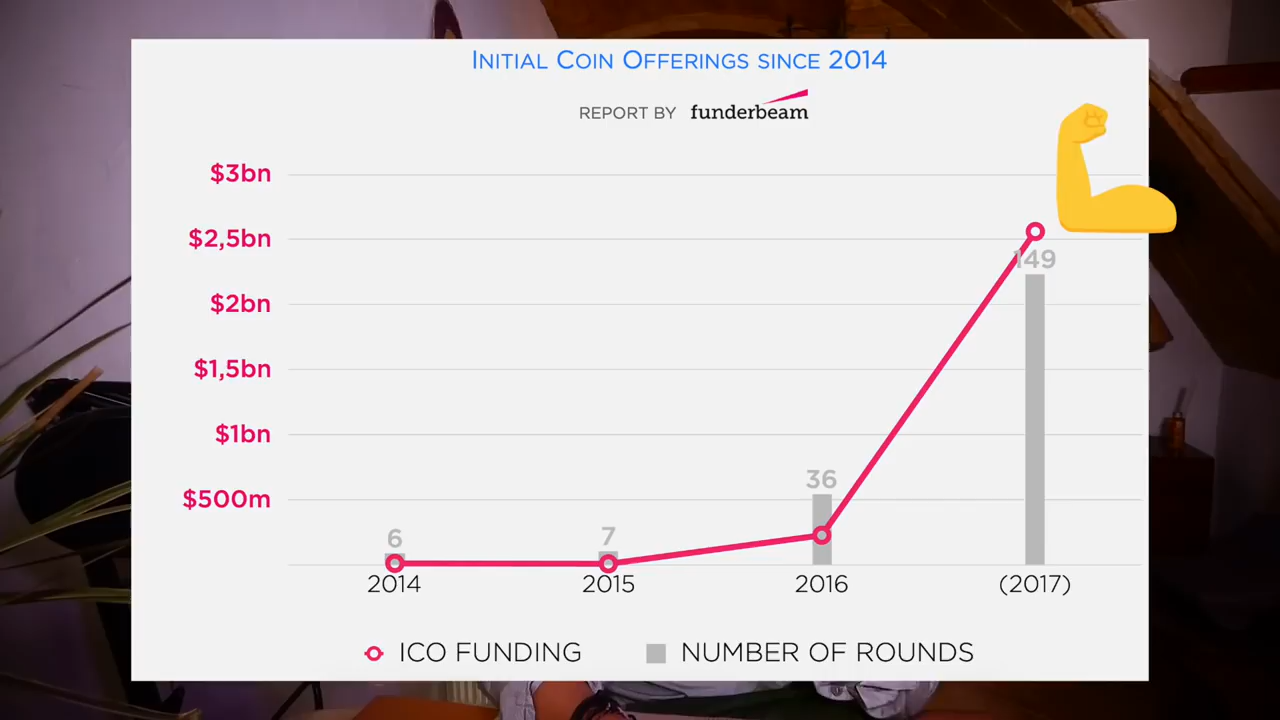 INITIAL COIN OFFERINGS SINCE 2014
REPORT BY funderbeam
$3bn
$2,5bn
149
$2bn
$1,5bn
$1bn
36
$500m
6
7
2014 2015 2016 (2017)
ICO FUNDING NUMBER OF ROUNDS